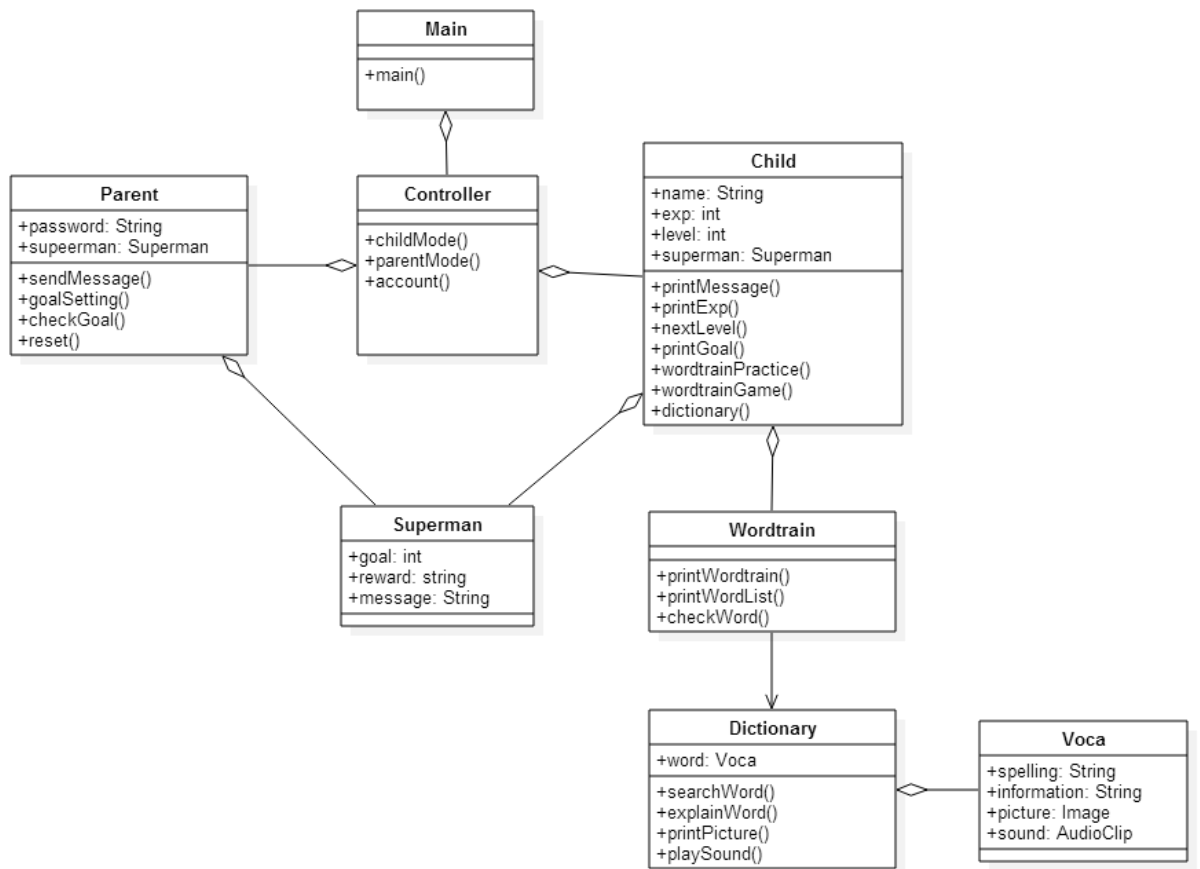 Main
+main()
Parent
+password: String
+supeerman: Superman
+sendMessage()
+goalSetting()
+checkGoal()
+reset()
Controller
+childMode()
+parentMode()
+account()
Child
+name: String
+exp: int
+level: int
+superman: Superman
+printMessage()
+printExp()
+nextLevel()
+printGoal()
+wordtrainPractice()
+wordtrainGame()
+dictionary()
Superman
+goal: int
+reward: string
+message: String
Wordtrain
+printWordtrain()
+printWordList()
+checkWord()
Dictionary
+word: Voca
+searchWord()
+explainWord()
+printPicture()
+playSound()
Voca
+spelling: String
+information: String
+picture: Image
+sound: AudioClip